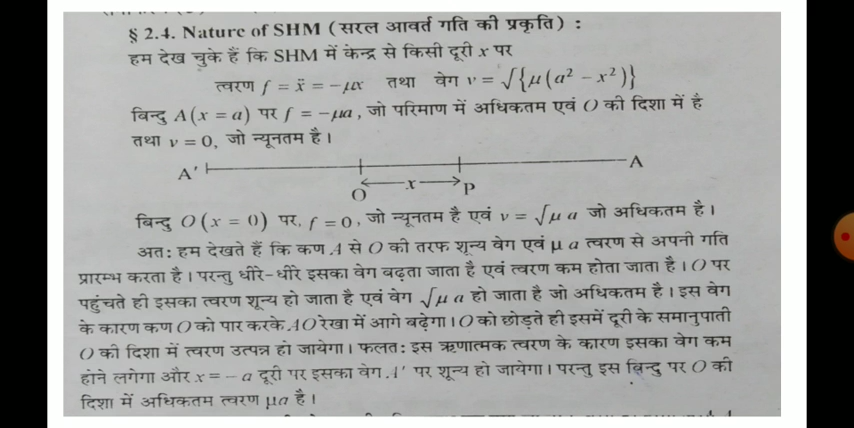 § 2.4. Nature of SHM (सरल आवर्त गति की प्रकृति) :
हम देख चुके हैं कि SHM में केन्द्र से किसी दूरी x पर
त्वरण f = ẍ = −μx तथा वेग v = √{μ(a² − x²)}
बिन्दु A(x = a) पर f = −μa, जो परिमाण में अधिकतम एवं O की दिशा में है
तथा v = 0, जो न्यूनतम है।
A' O x P A
बिन्दु O(x = 0) पर, f = 0, जो न्यूनतम है एवं v = √μ a जो अधिकतम है।
अत: हम देखते हैं कि कण A से O की तरफ शून्य वेग एवं μ a त्वरण से अपनी गति
प्रारम्भ करता है। परन्तु धीरे-धीरे इसका वेग बढ़ता जाता है एवं त्वरण कम होता जाता है। O पर
पहुंचते ही इसका त्वरण शून्य हो जाता है एवं वेग √μ a हो जाता है जो अधिकतम है। इस वेग
के कारण कण O को पार करके AO रेखा में आगे बढ़ेगा। O को छोड़ते ही इसमें दूरी के समानुपाती
O की दिशा में त्वरण उत्पन्न हो जायेगा। फलत: इस ऋणात्मक त्वरण के कारण इसका वेग कम
होने लगेगा और x = − a दूरी पर इसका वेग A' पर शून्य हो जायेगा। परन्तु इस बिन्दु पर O की
दिशा में अधिकतम त्वरण μa है।